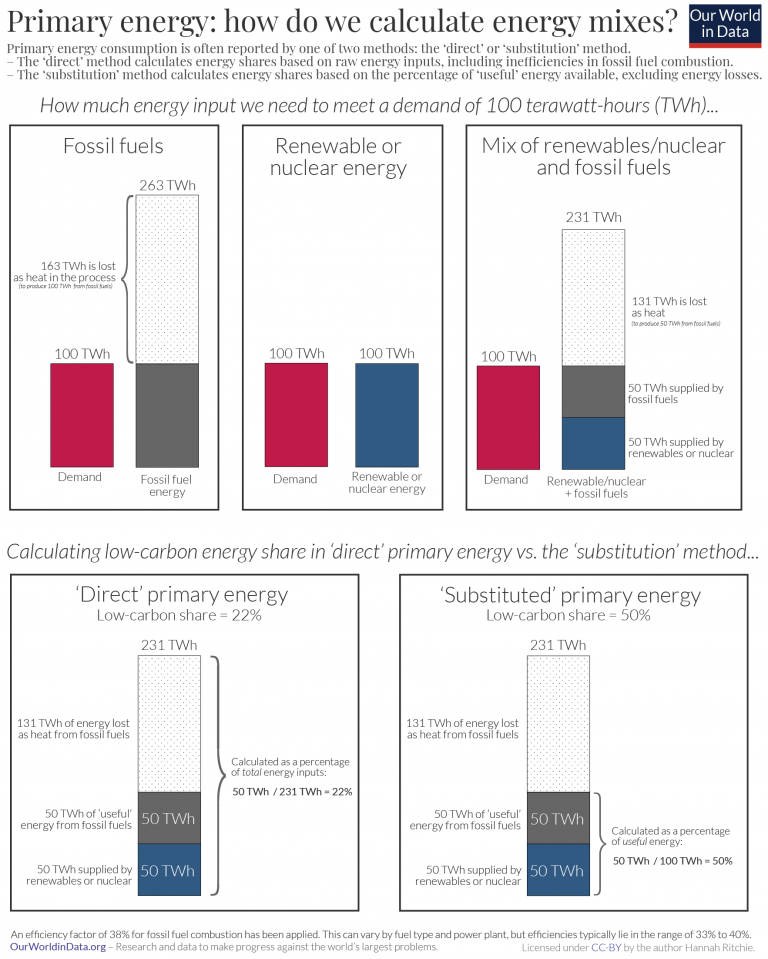 Primary energy: how do we calculate energy mixes?
Our World
in Data
Primary energy consumption is often reported by one of two methods: the ‘direct’ or ‘substitution’ method.
– The ‘direct’ method calculates energy shares based on raw energy inputs, including inefficiencies in fossil fuel combustion.
– The ‘substitution’ method calculates energy shares based on the percentage of ‘useful’ energy available, excluding energy losses.
How much energy input we need to meet a demand of 100 terawatt-hours (TWh)...
Fossil fuels
263 TWh
163 TWh is lost
as heat in the process
(to produce 100 TWh from fossil fuels)
100 TWh
Demand
Fossil fuel
energy
Renewable or
nuclear energy
100 TWh
100 TWh
Demand
Renewable or
nuclear energy
Mix of renewables/nuclear
and fossil fuels
231 TWh
131 TWh is lost
as heat
(to produce 50 TWh from fossil fuels)
100 TWh
50 TWh supplied by
fossil fuels
50 TWh supplied by
renewables or nuclear
Demand
Renewable/nuclear
+ fossil fuels
Calculating low-carbon energy share in ‘direct’ primary energy vs. the ‘substitution’ method...
‘Direct’ primary energy
Low-carbon share = 22%
231 TWh
131 TWh of energy lost
as heat from fossil fuels
Calculated as a percentage
of total energy inputs:
50 TWh / 231 TWh = 22%
50 TWh of ‘useful’
energy from fossil fuels
50 TWh
50 TWh supplied by
renewables or nuclear
50 TWh
‘Substituted’ primary energy
Low-carbon share = 50%
231 TWh
131 TWh of energy lost
as heat from fossil fuels
50 TWh of ‘useful’
energy from fossil fuels
50 TWh
Calculated as a percentage
of useful energy:
50 TWh / 100 TWh = 50%
50 TWh supplied by
renewables or nuclear
50 TWh
An efficiency factor of 38% for fossil fuel combustion has been applied. This can vary by fuel type and power plant, but efficiencies typically lie in the range of 33% to 40%.
OurWorldinData.org – Research and data to make progress against the world’s largest problems.
Licensed under CC-BY by the author Hannah Ritchie.